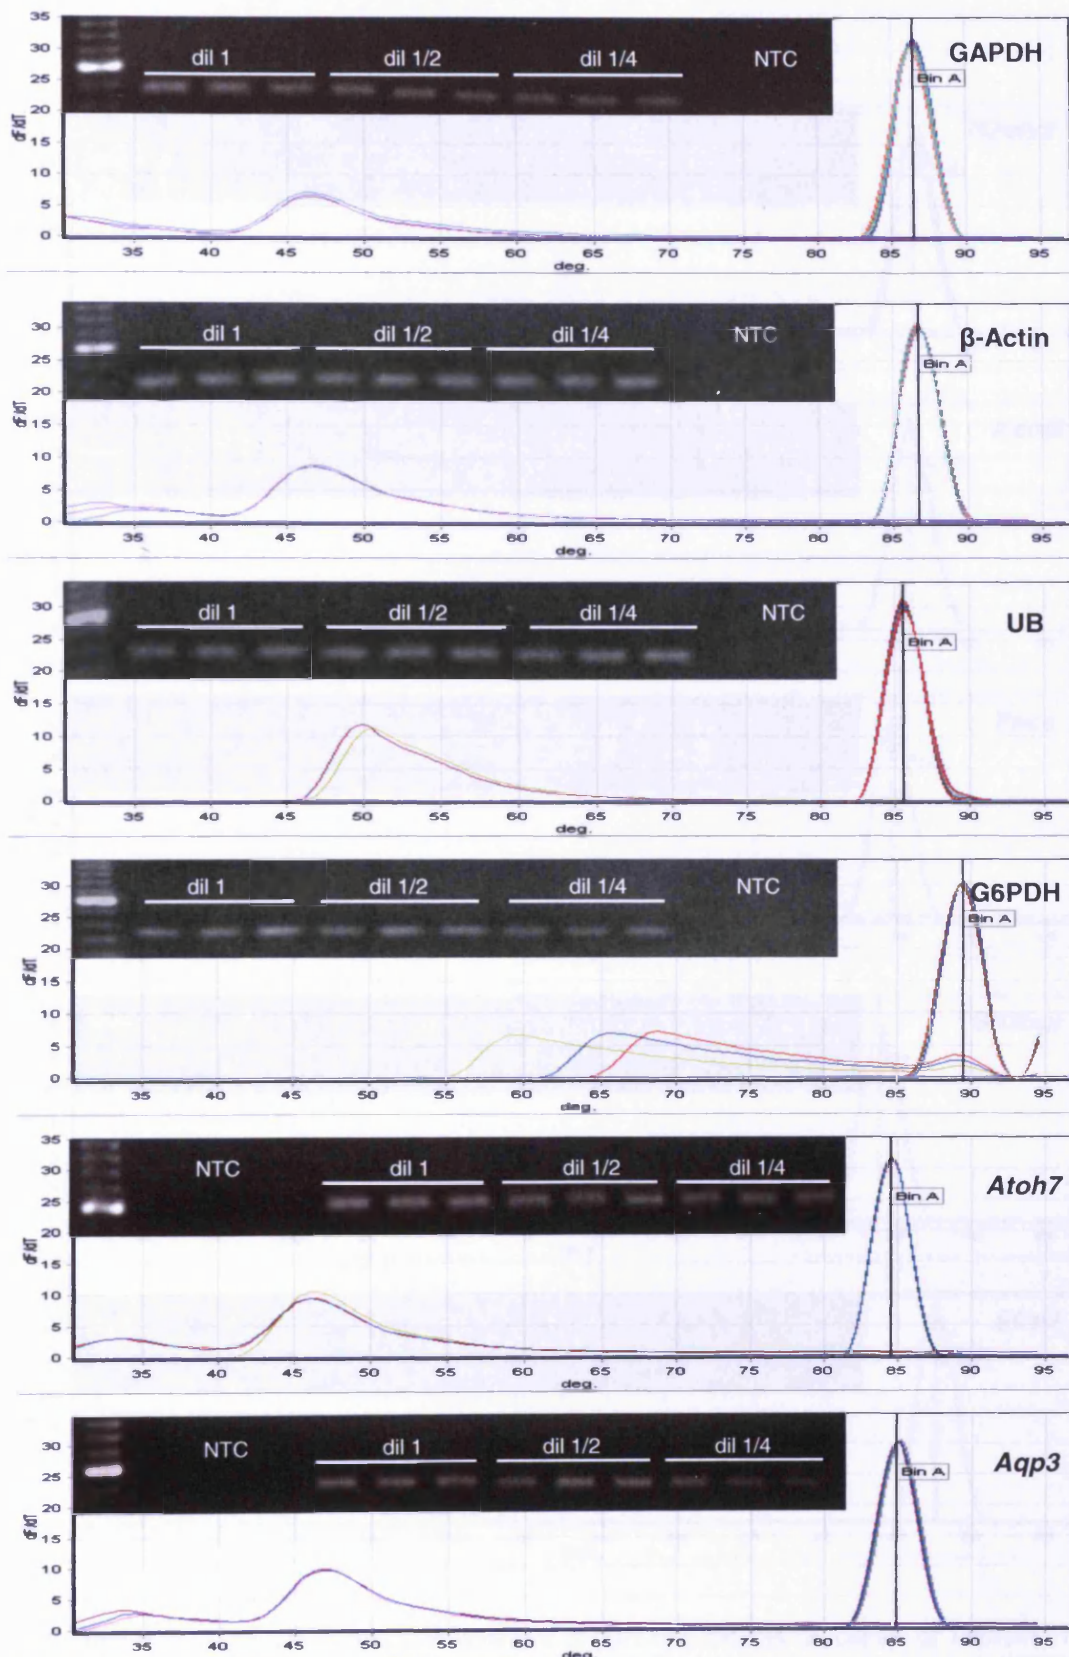 35
30
25
20
15
10
5
0
dF/dT
dil 1
dil 1/2
dil 1/4
NTC
GAPDH
Bin A
35 40 45 50 55 60 65 70 75 80 85 90 95
deg.
30
25
20
15
10
5
0
dF/dT
dil 1
dil 1/2
dil 1/4
NTC
β-Actin
Bin A
35 40 45 50 55 60 65 70 75 80 85 90 95
deg.
30
25
20
15
10
5
0
dF/dT
dil 1
dil 1/2
dil 1/4
NTC
UB
Bin A
35 40 45 50 55 60 65 70 75 80 85 90 95
deg.
30
25
20
15
10
5
0
dF/dT
dil 1
dil 1/2
dil 1/4
NTC
G6PDH
Bin A
35 40 45 50 55 60 65 70 75 80 85 90 95
deg.
35
30
25
20
15
10
5
0
dF/dT
NTC
dil 1
dil 1/2
dil 1/4
Atoh7
Bin A
35 40 45 50 55 60 65 70 75 80 85 90 95
deg.
30
25
20
15
10
5
0
dF/dT
NTC
dil 1
dil 1/2
dil 1/4
Aqp3
Bin A
35 40 45 50 55 60 65 70 75 80 85 90 95
deg.